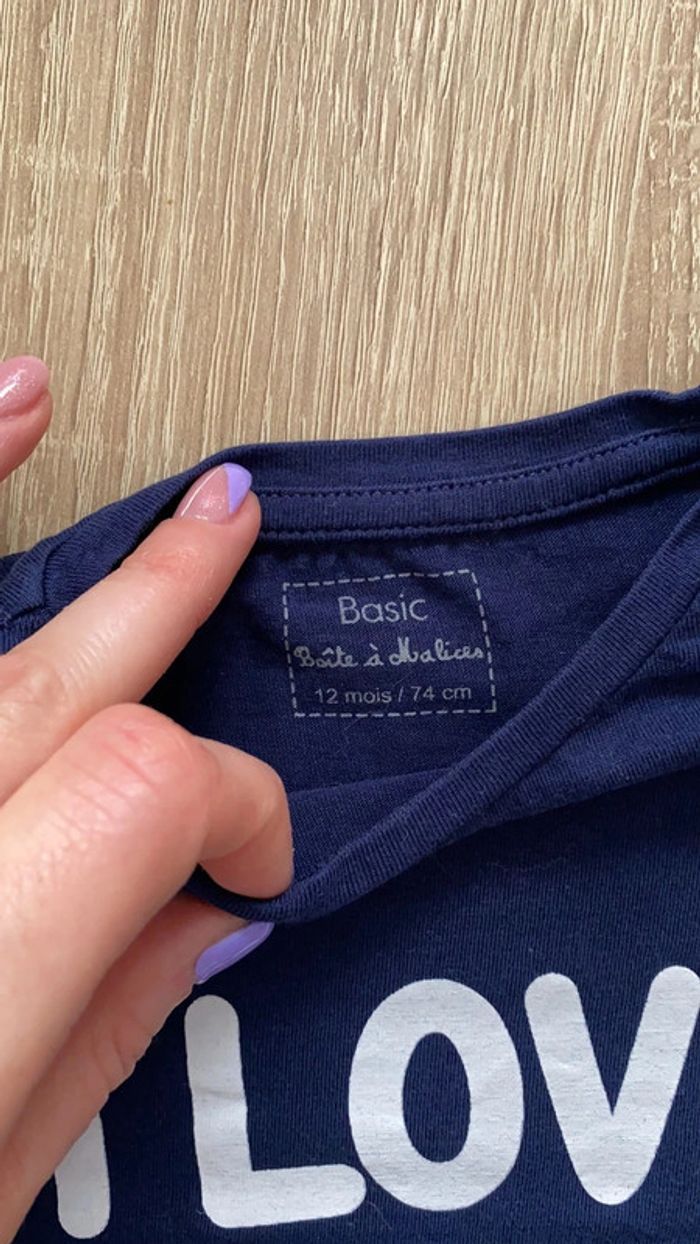 Basic
Boîte à Malices
12 mois / 74 cm
I LOV